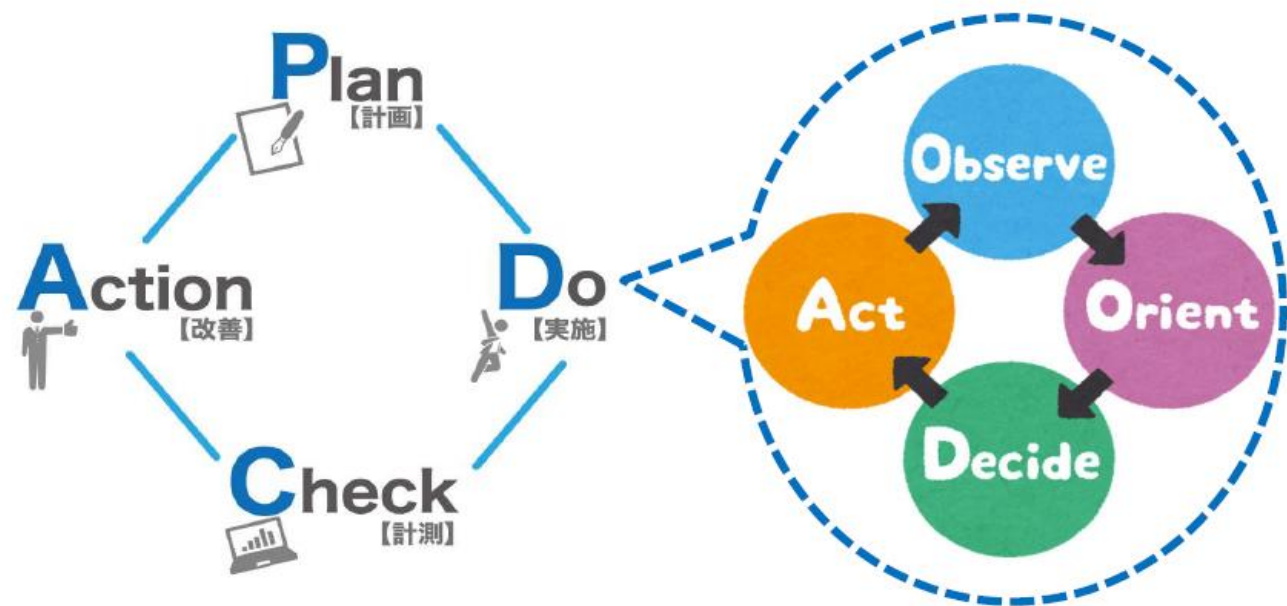 Plan
【計画】
Do
【実施】
Check
【計測】
Action
【改善】
Observe
Orient
Decide
Act